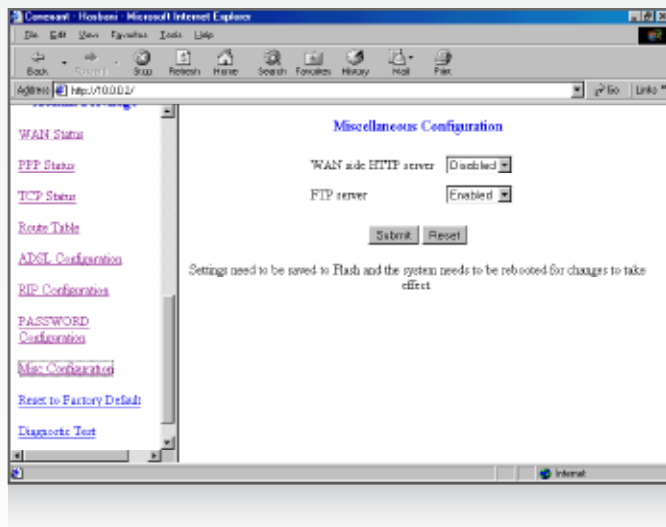 Conexant - Hasbani - Microsoft Internet Explorer
File Edit View Favorites Tools Help
Back Forward Stop Refresh Home Search Favorites History Mail Print
Address http://10.0.0.2/ Go Links »
WAN Status
PPP Status
TCP Status
Route Table
ADSL Configuration
RIP Configuration
PASSWORD
Configuration
Misc Configuration
Reset to Factory Default
Diagnostic Test
Miscellaneous Configuration
WAN side HTTP server Disabled
FTP server Enabled
Submit Reset
Settings need to be saved to Flash and the system needs to be rebooted for changes to take
effect
Internet